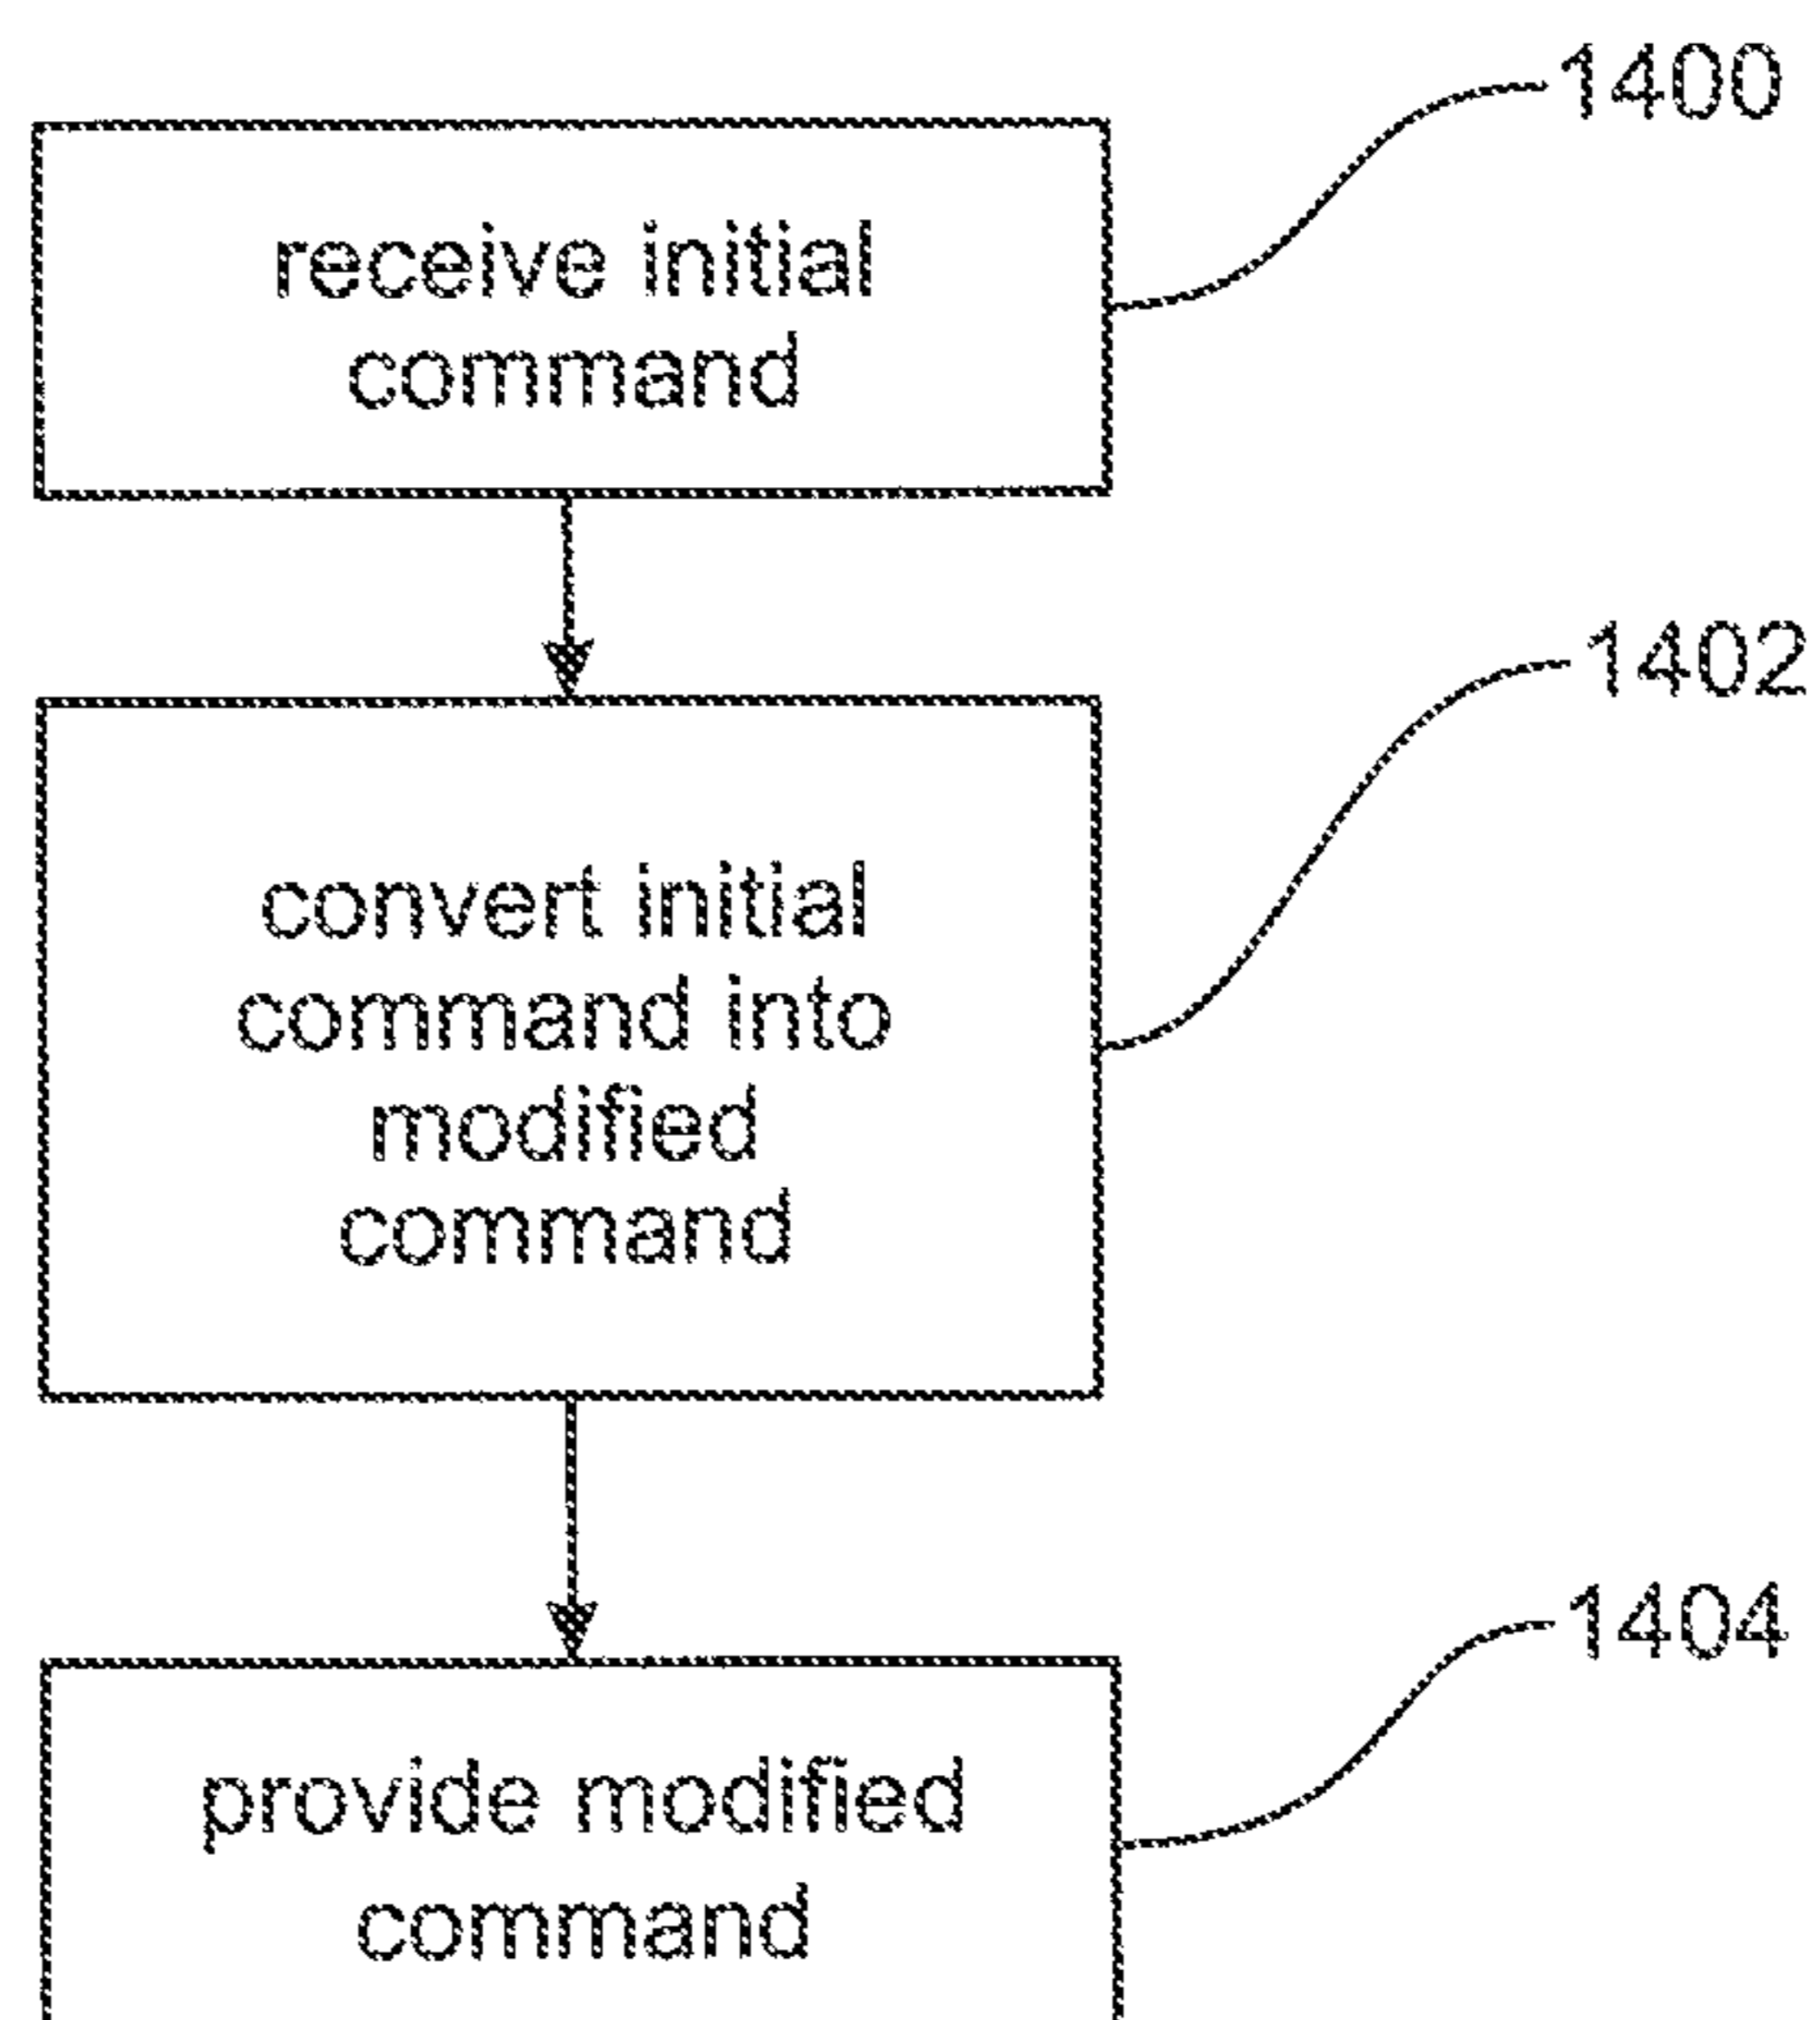 1400
receive initial
command
1402
convert initial
command into
modified
command
1404
provide modified
command